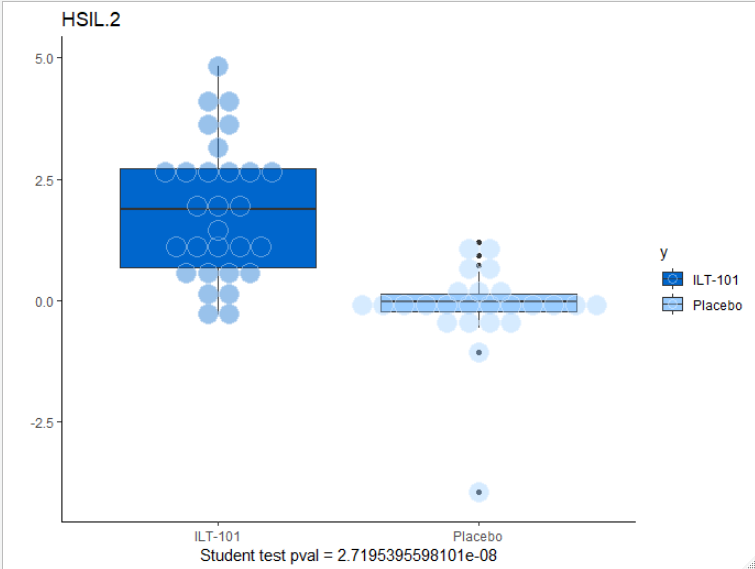 HSIL.2
5.0
2.5
0.0
-2.5
y
ILT-101
Placebo
ILT-101 Placebo
Student test pval = 2.7195395598101e-08